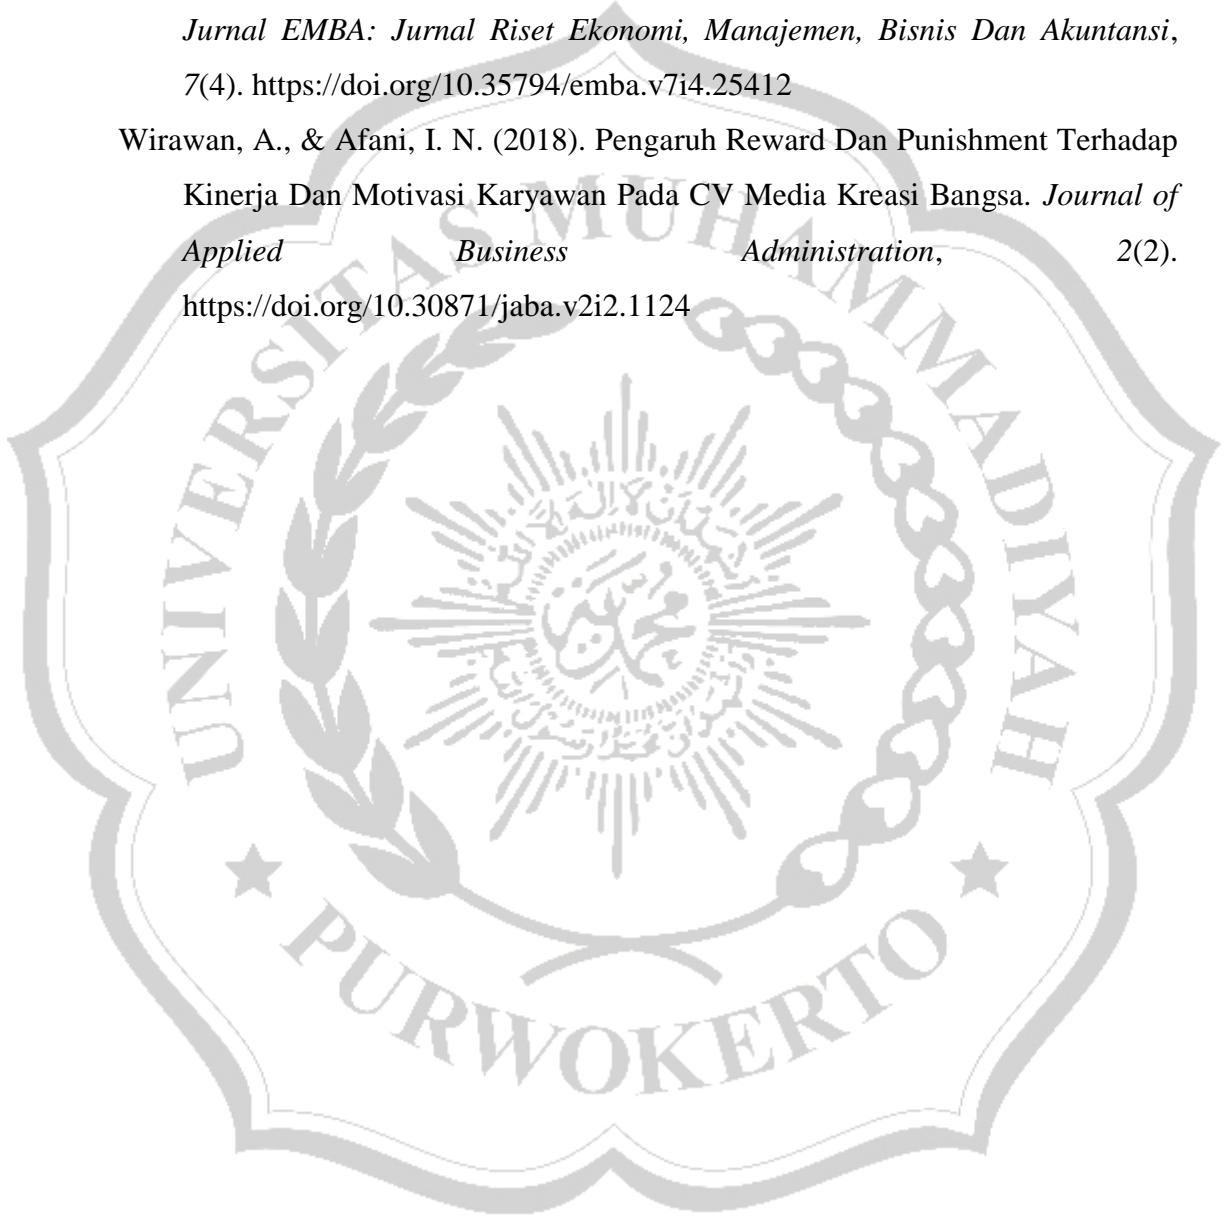 Jurnal EMBA: Jurnal Riset Ekonomi, Manajemen, Bisnis Dan Akuntansi,
7(4). https://doi.org/10.35794/emba.v7i4.25412
Wirawan, A., & Afani, I. N. (2018). Pengaruh Reward Dan Punishment Terhadap
Kinerja Dan Motivasi Karyawan Pada CV Media Kreasi Bangsa. Journal of
Applied Business Administration, 2(2).
https://doi.org/10.30871/jaba.v2i2.1124
UNIVERSITAS MUHAMMADIYAH
PURWOKERTO